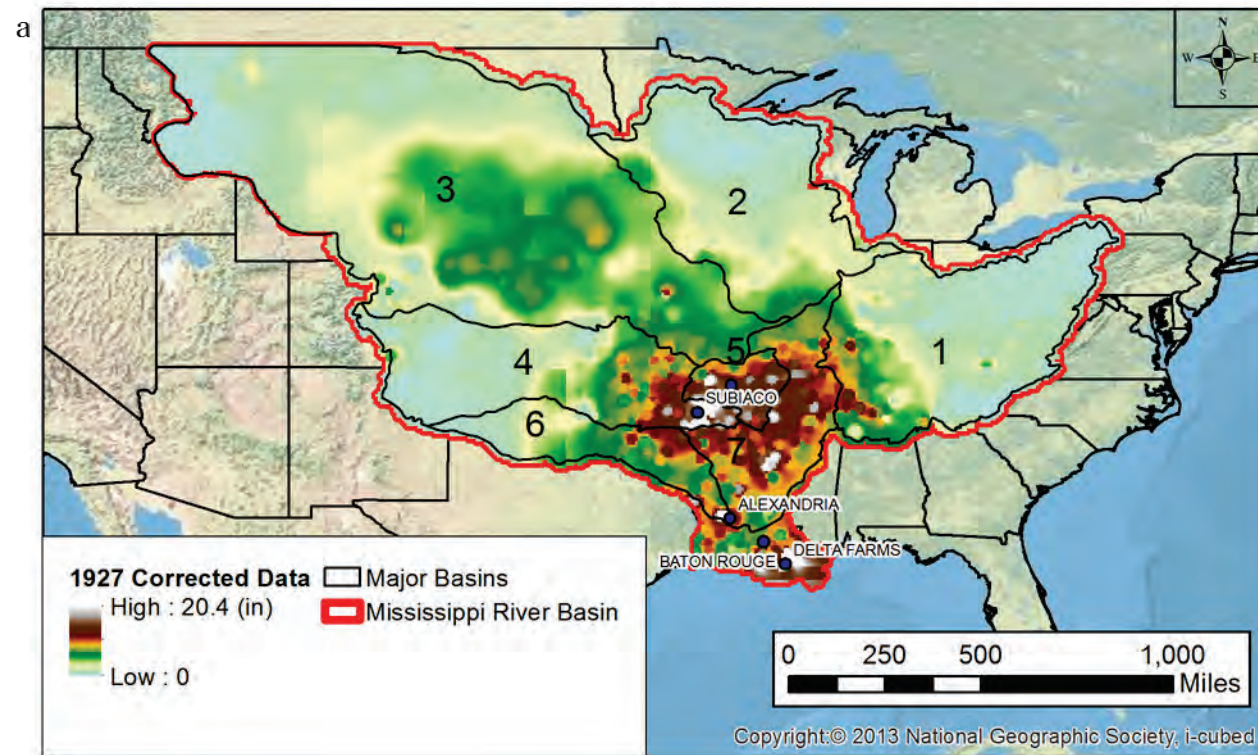 a
N
W E
S
3
2
1
5
4
SUBIACO
6
7
ALEXANDRIA
BATON ROUGE
DELTA FARMS
1927 Corrected Data
High : 20.4 (in)
Low : 0
Major Basins
Mississippi River Basin
0 250 500 1,000
Miles
Copyright:© 2013 National Geographic Society, i-cubed